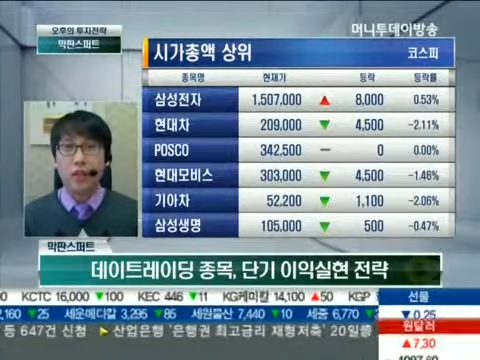 오후의 투자전략
막판스퍼트
머니투데이방송
시가총액 상위
코스피
종목명 현재가 등락 등락률
삼성전자 1,507,000 ▲ 8,000 0.53%
현대차 209,000 ▼ 4,500 -2.11%
POSCO 342,500 – 0 0.00%
현대모비스 303,000 ▼ 4,500 -1.46%
기아차 52,200 ▼ 1,100 -2.06%
삼성생명 105,000 ▼ 500 -0.47%
막판스퍼트
데이트레이딩 종목, 단기 이익실현 전략
KCTC 16,000 ▼100 KEC 446 ▼11 KG케미칼 14,100 ▲50 KGP
선물
▼25 세운메디칼 3,295 ▼85 세원물산 7,440 ▼10 세중 6,770
▼ 0.25
등 647건 신청 산업은행 '은행권 최고금리 재형저축' 20일쯤
원달러
▲ 7.30